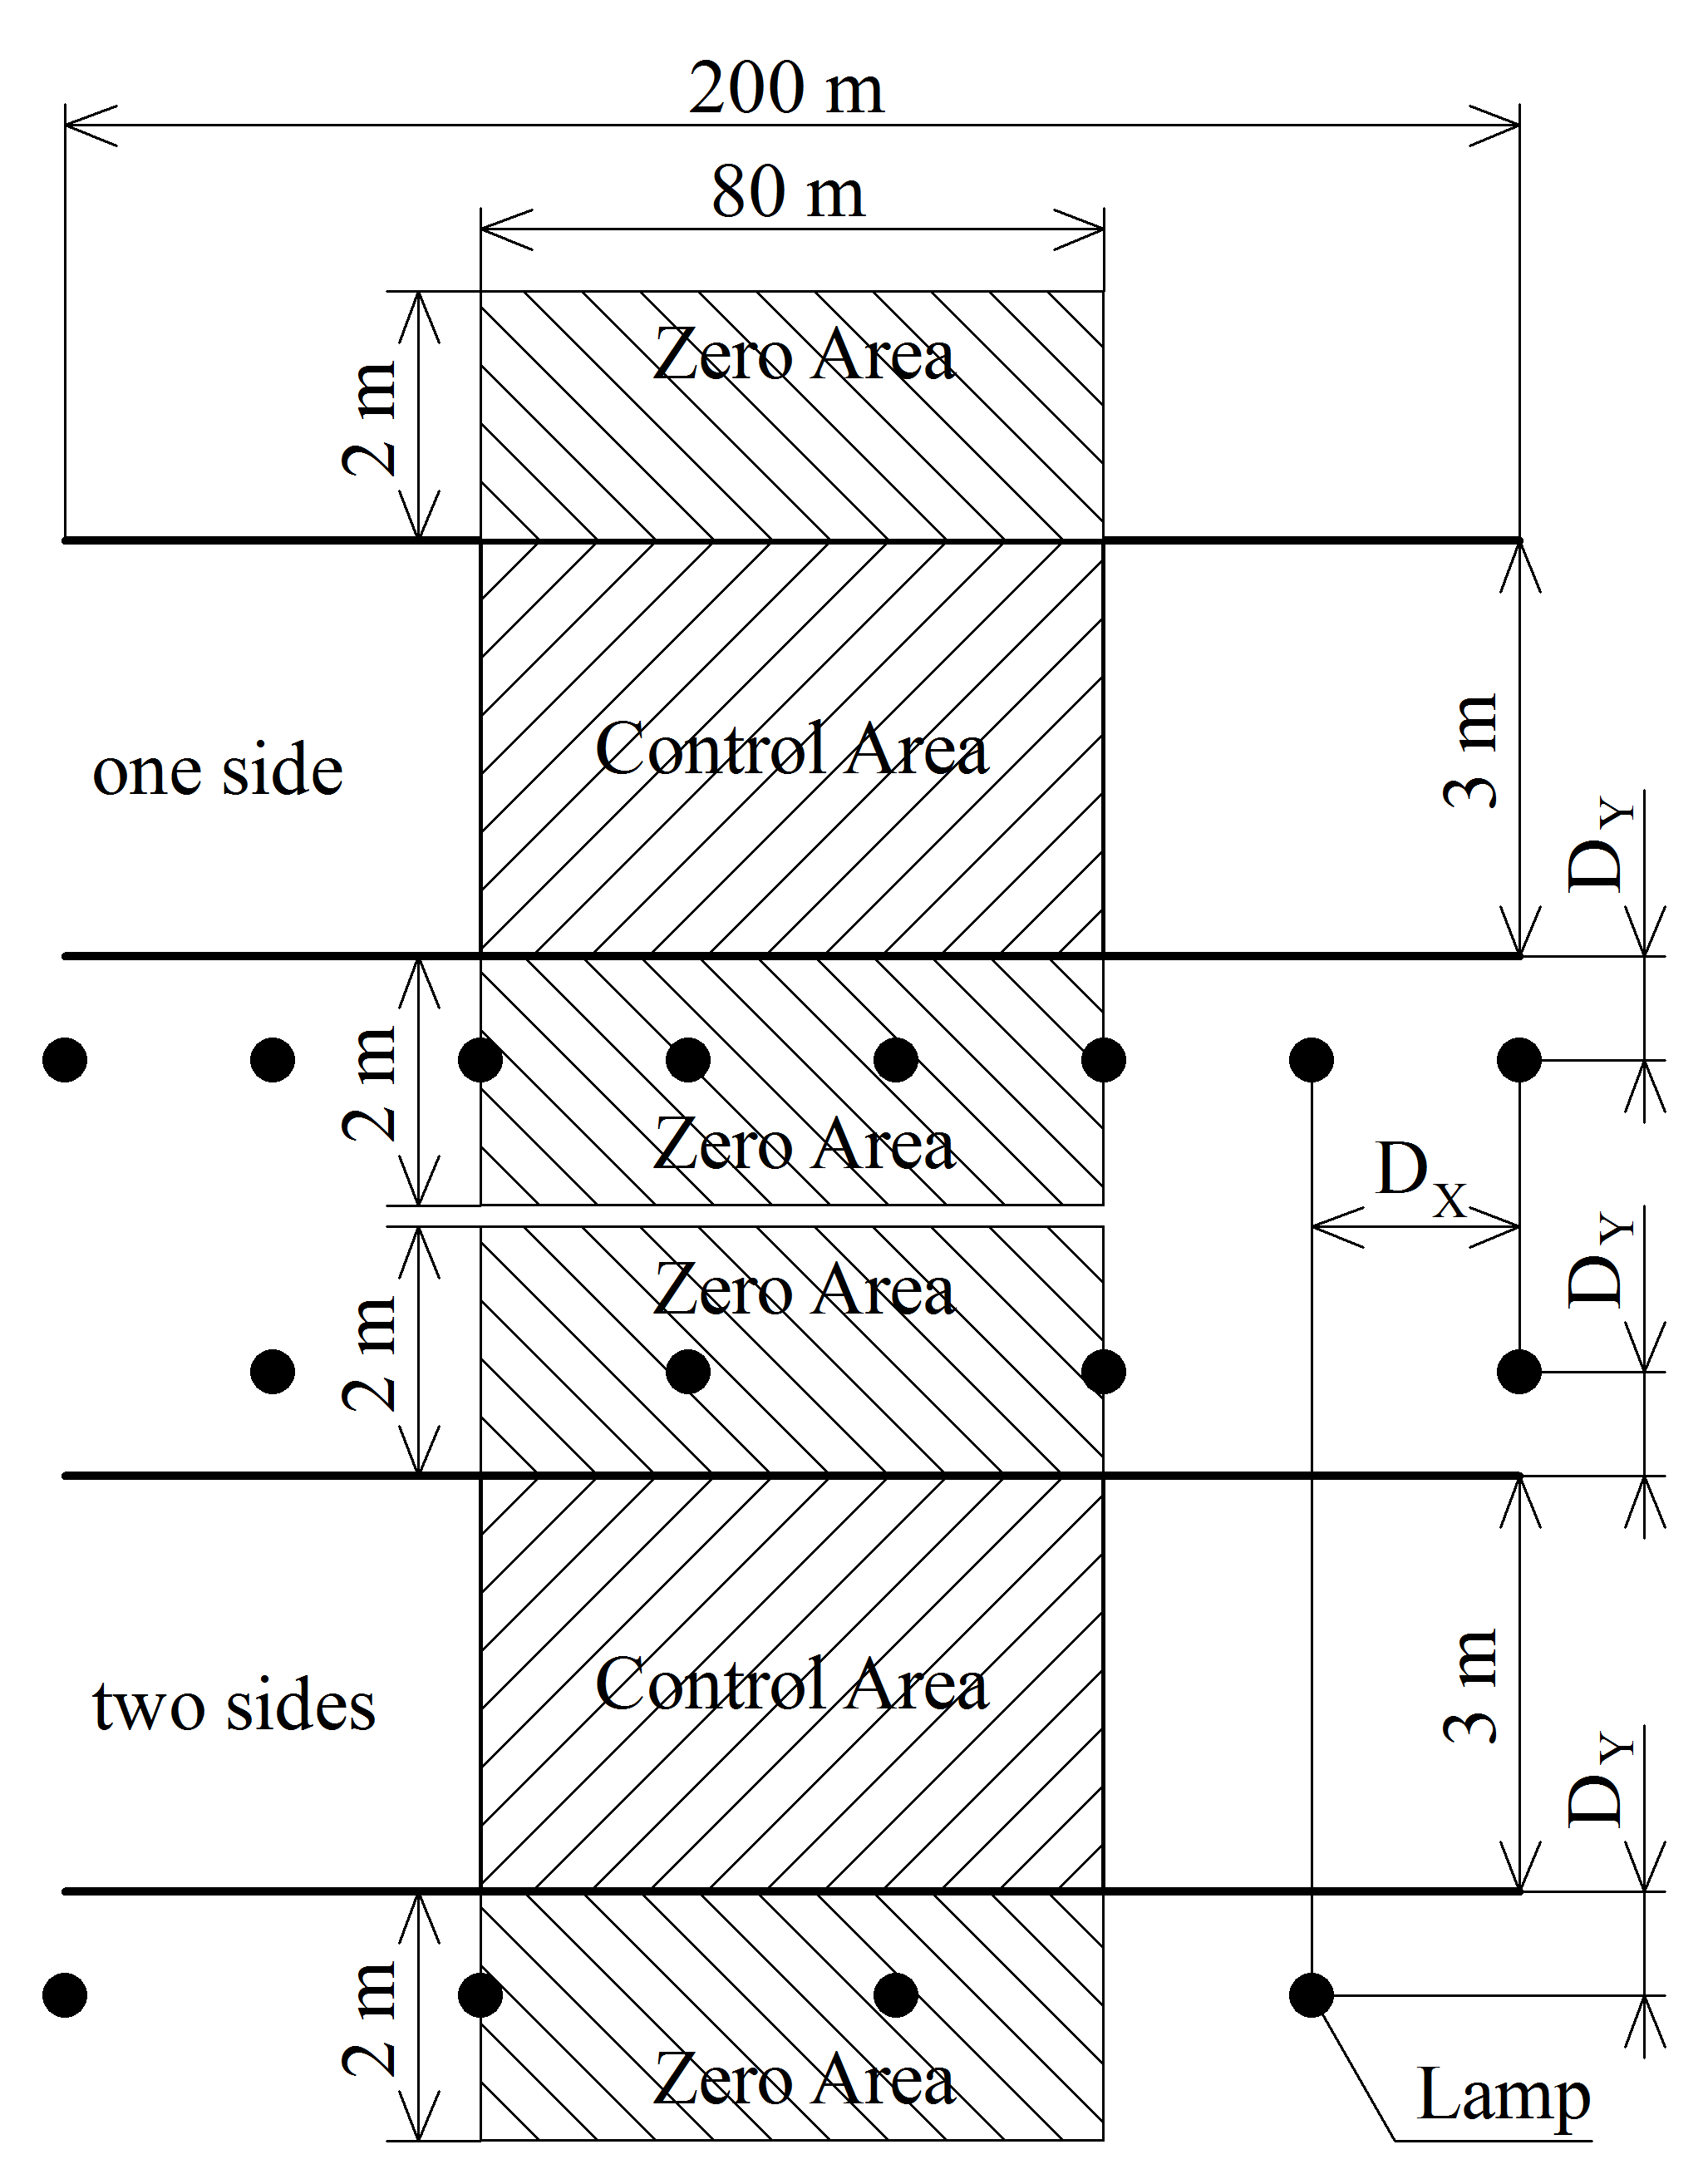 200 m
80 m
Zero Area
2 m
Control Area
one side
3 m
D_Y
2 m
Zero Area
D_X
Zero Area
2 m
D_Y
Control Area
two sides
3 m
D_Y
2 m
Zero Area
Lamp